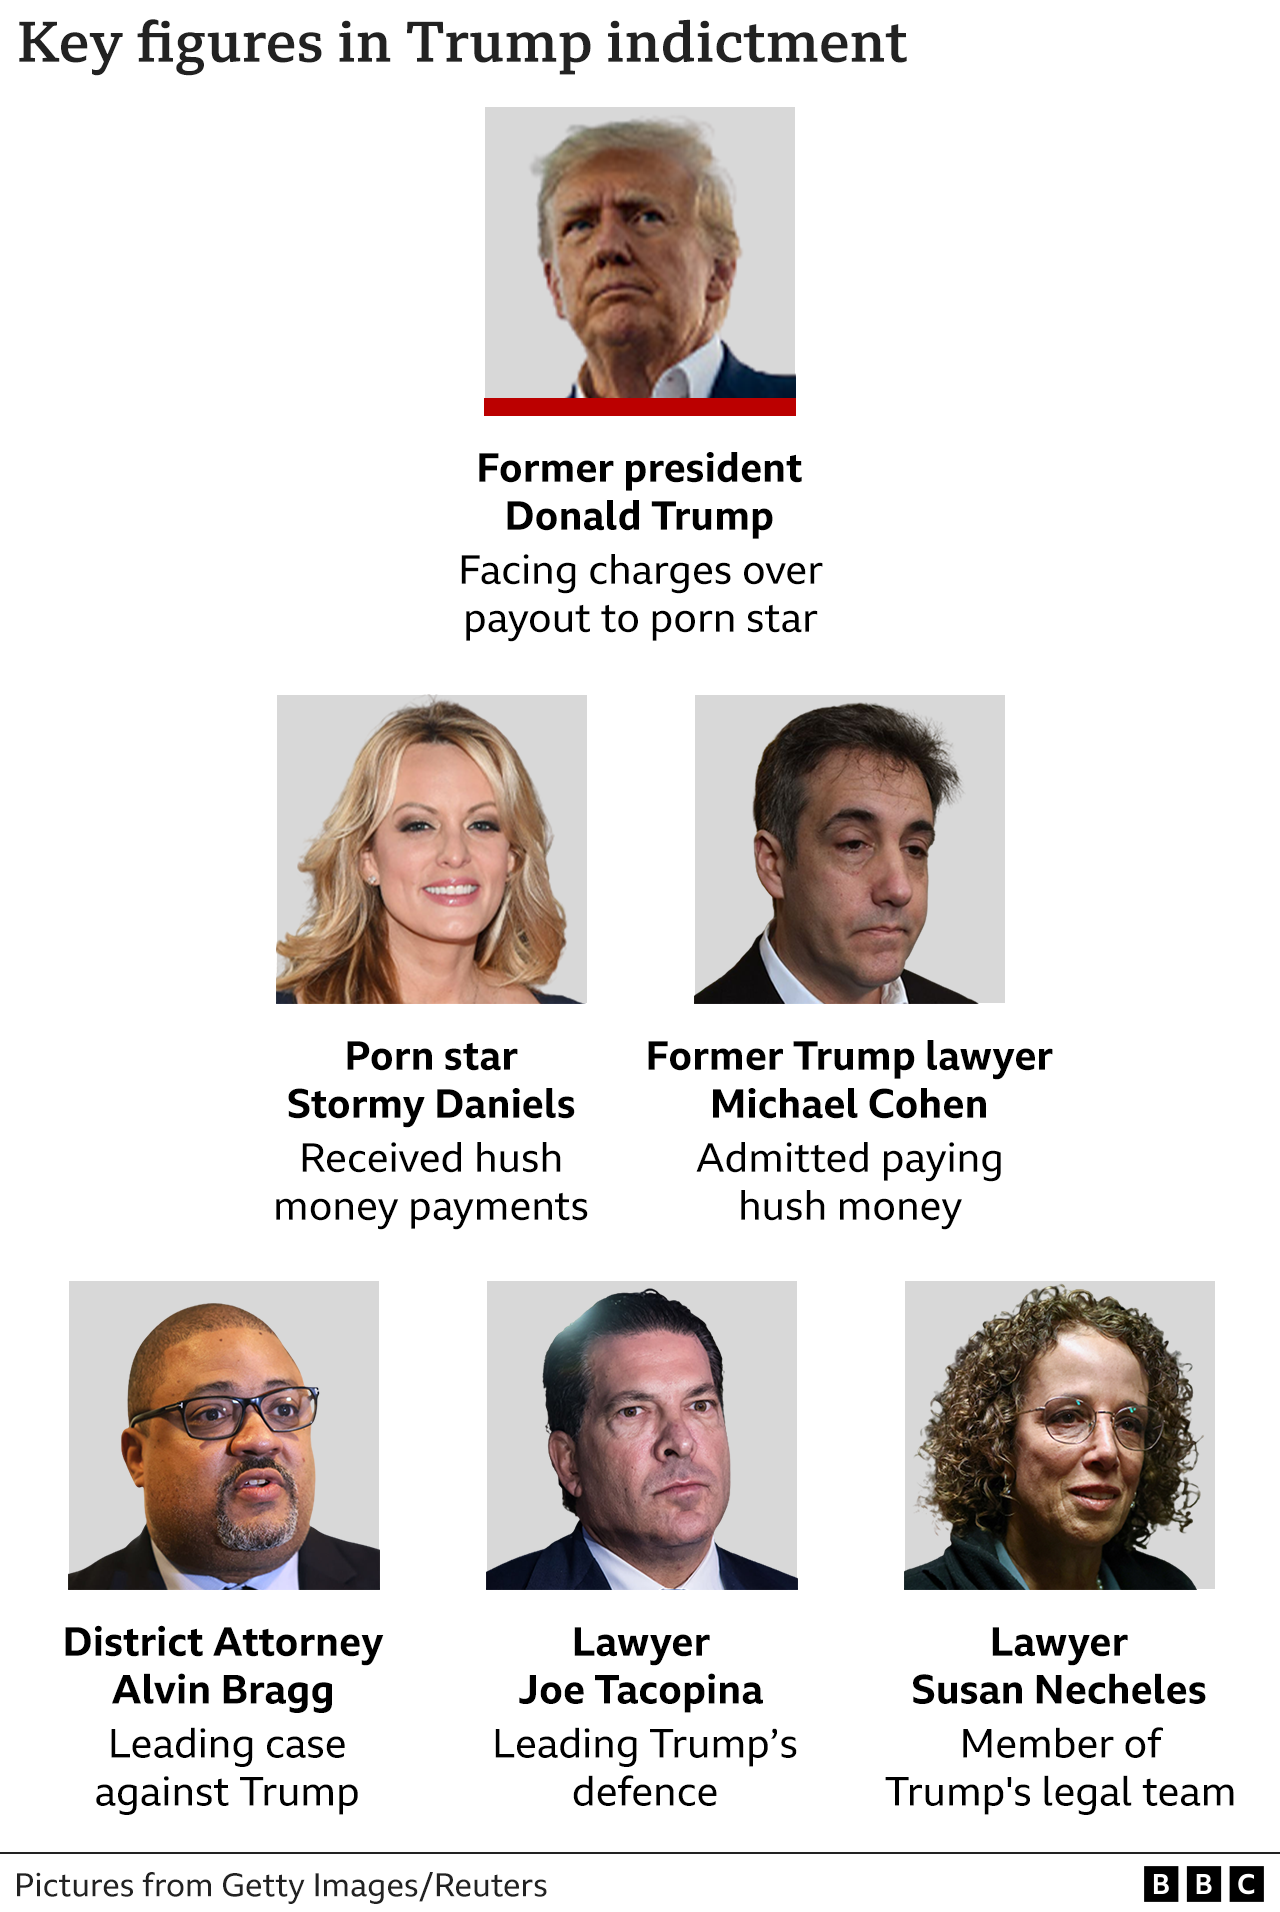 Key figures in Trump indictment
Former president
Donald Trump
Facing charges over
payout to porn star
Porn star
Stormy Daniels
Received hush
money payments
Former Trump lawyer
Michael Cohen
Admitted paying
hush money
District Attorney
Alvin Bragg
Leading case
against Trump
Lawyer
Joe Tacopina
Leading Trump’s
defence
Lawyer
Susan Necheles
Member of
Trump's legal team
Pictures from Getty Images/Reuters
BBC